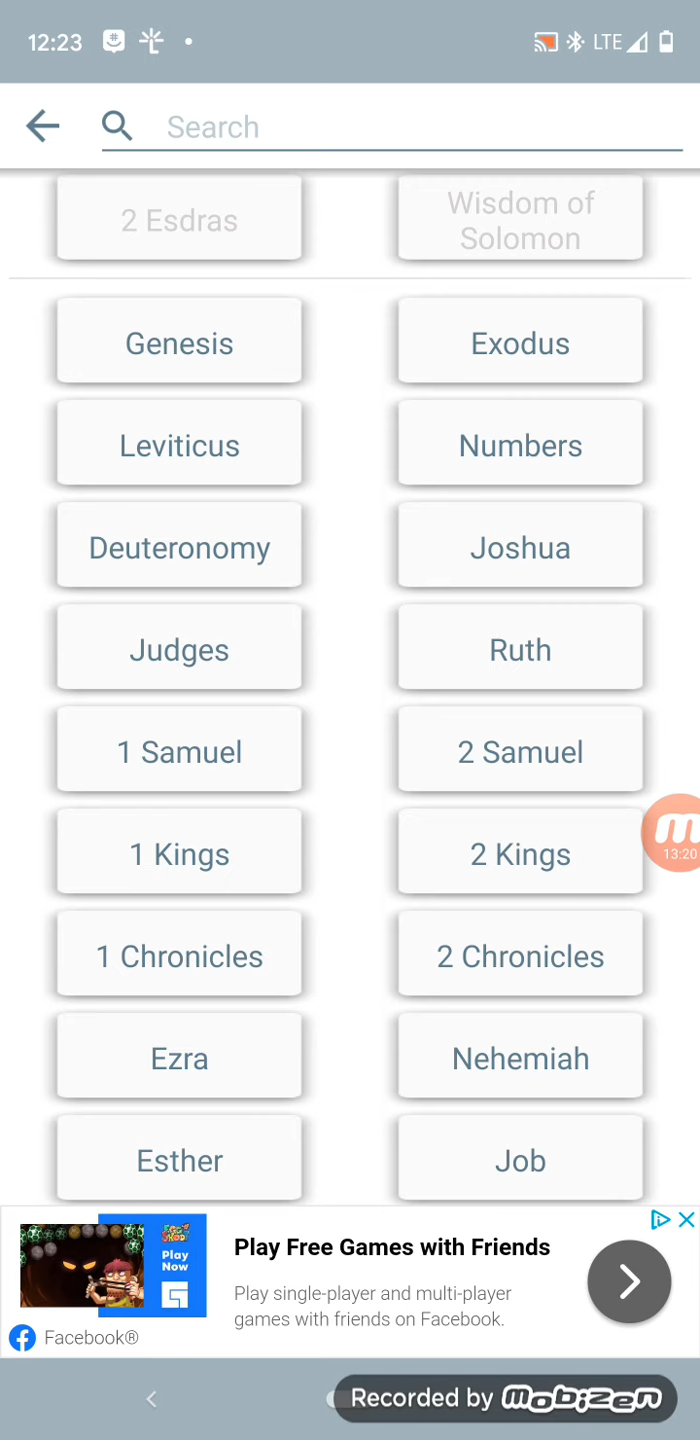 12:23 LTE
Search
2 Esdras
Wisdom of
Solomon
Genesis
Exodus
Leviticus
Numbers
Deuteronomy
Joshua
Judges
Ruth
1 Samuel
2 Samuel
1 Kings
2 Kings
13:20
1 Chronicles
2 Chronicles
Ezra
Nehemiah
Esther
Job
Play
Now
Play Free Games with Friends
Play single-player and multi-player
games with friends on Facebook.
Facebook®
Recorded by mobizen